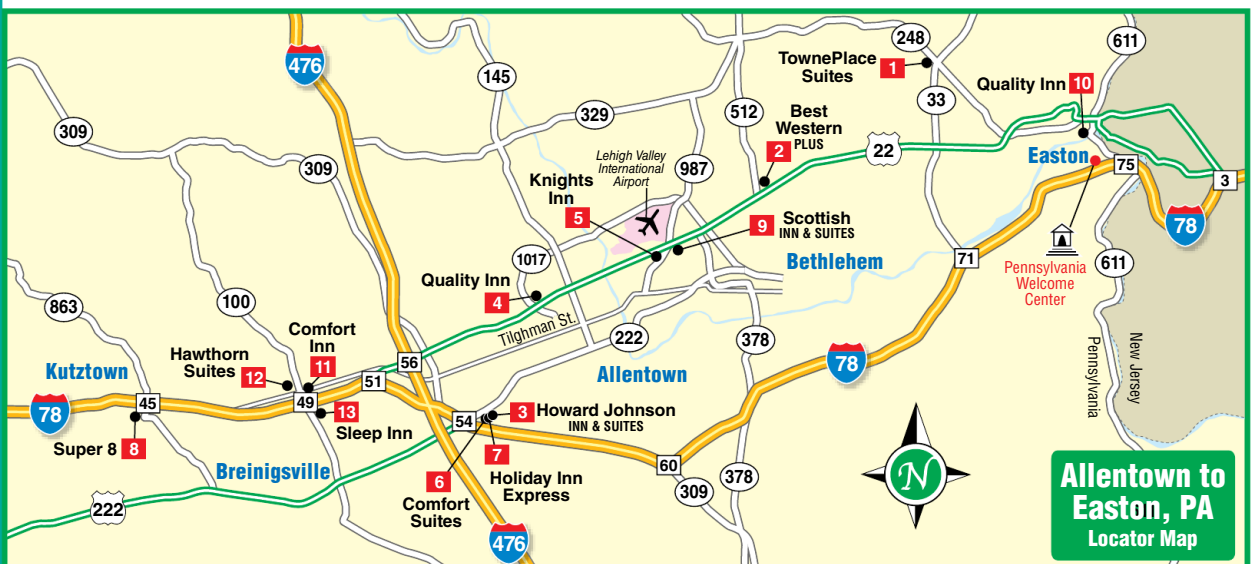 476
145
248
TownePlace
Suites
1
611
33
Quality Inn 10
309
329
512
Best
Western
PLUS
2
22
Easton
75
3
309
Lehigh Valley
International
Airport
987
Knights
Inn
5
9
Scottish
INN & SUITES
78
Bethlehem
71
Pennsylvania
Welcome
Center
611
1017
Quality Inn
4
863
100
Tilghman St.
222
378
New Jersey
Pennsylvania
Comfort
Inn
11
Hawthorn
Suites
12
56
51
78
Kutztown
Allentown
78
45
49
13
Sleep Inn
Super 8 8
54
3
Howard Johnson
INN & SUITES
7
Holiday Inn
Express
6
Comfort
Suites
Breinigsville
60
309
378
N
222
476
Allentown to
Easton, PA
Locator Map